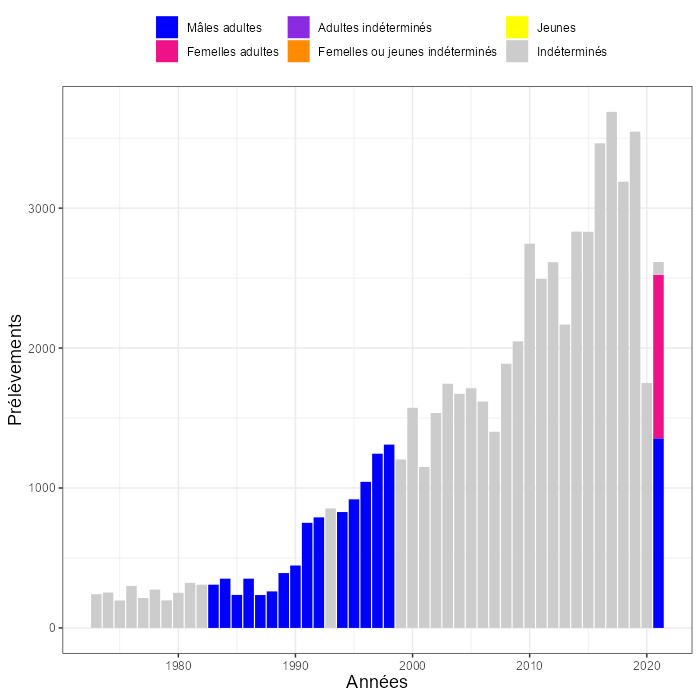 Mâles adultes
Adultes indéterminés
Jeunes
Femelles adultes
Femelles ou jeunes indéterminés
Indéterminés
Prélèvements
3000
2000
1000
0
1980
1990
2000
2010
2020
Années